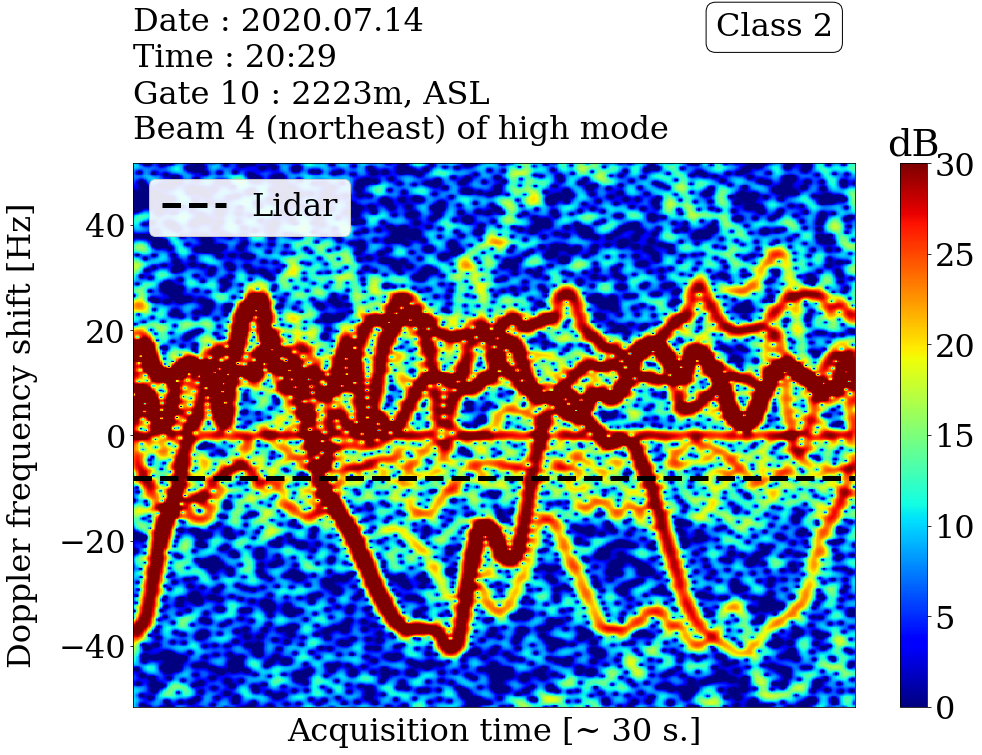 Date : 2020.07.14
Time : 20:29
Gate 10 : 2223m, ASL
Beam 4 (northeast) of high mode
Class 2
dB
Lidar
Doppler frequency shift [Hz]
40
20
0
−20
−40
30
25
20
15
10
5
0
Acquisition time [~ 30 s.]